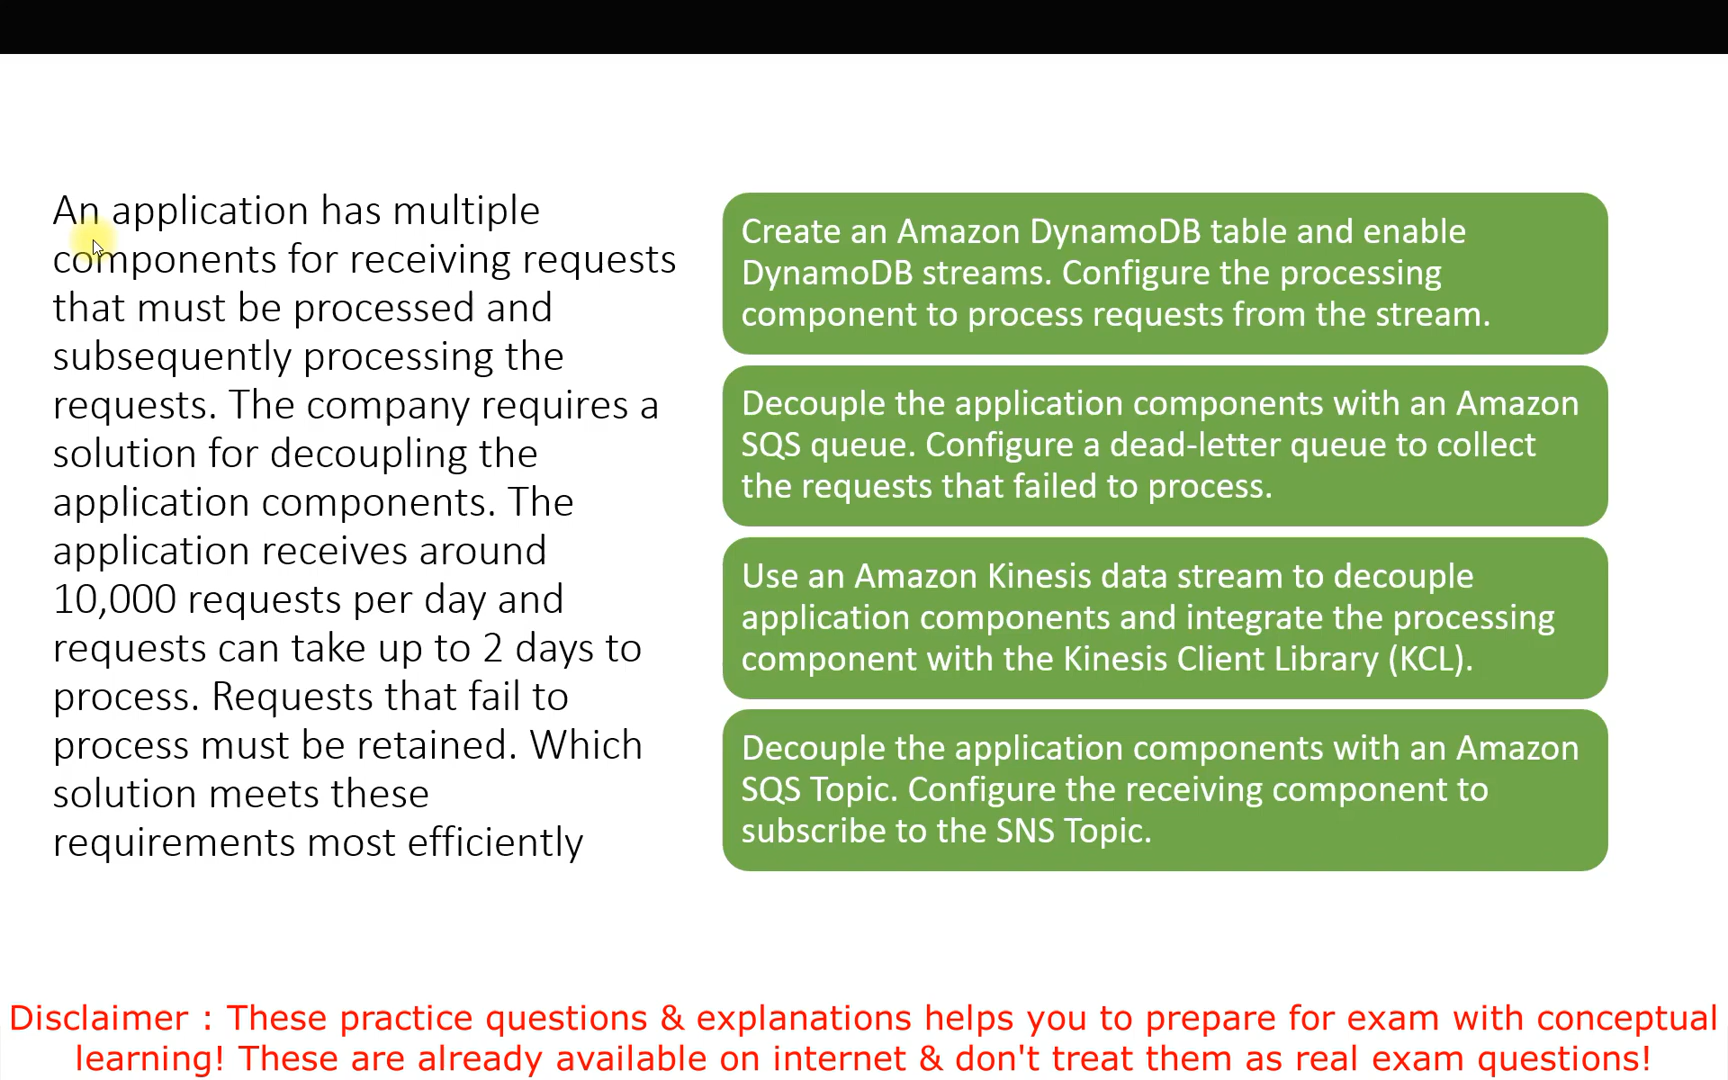 An application has multiple
components for receiving requests
that must be processed and
subsequently processing the
requests. The company requires a
solution for decoupling the
application components. The
application receives around
10,000 requests per day and
requests can take up to 2 days to
process. Requests that fail to
process must be retained. Which
solution meets these
requirements most efficiently
Create an Amazon DynamoDB table and enable
DynamoDB streams. Configure the processing
component to process requests from the stream.
Decouple the application components with an Amazon
SQS queue. Configure a dead-letter queue to collect
the requests that failed to process.
Use an Amazon Kinesis data stream to decouple
application components and integrate the processing
component with the Kinesis Client Library (KCL).
Decouple the application components with an Amazon
SQS Topic. Configure the receiving component to
subscribe to the SNS Topic.
Disclaimer : These practice questions & explanations helps you to prepare for exam with conceptual
learning! These are already available on internet & don't treat them as real exam questions!